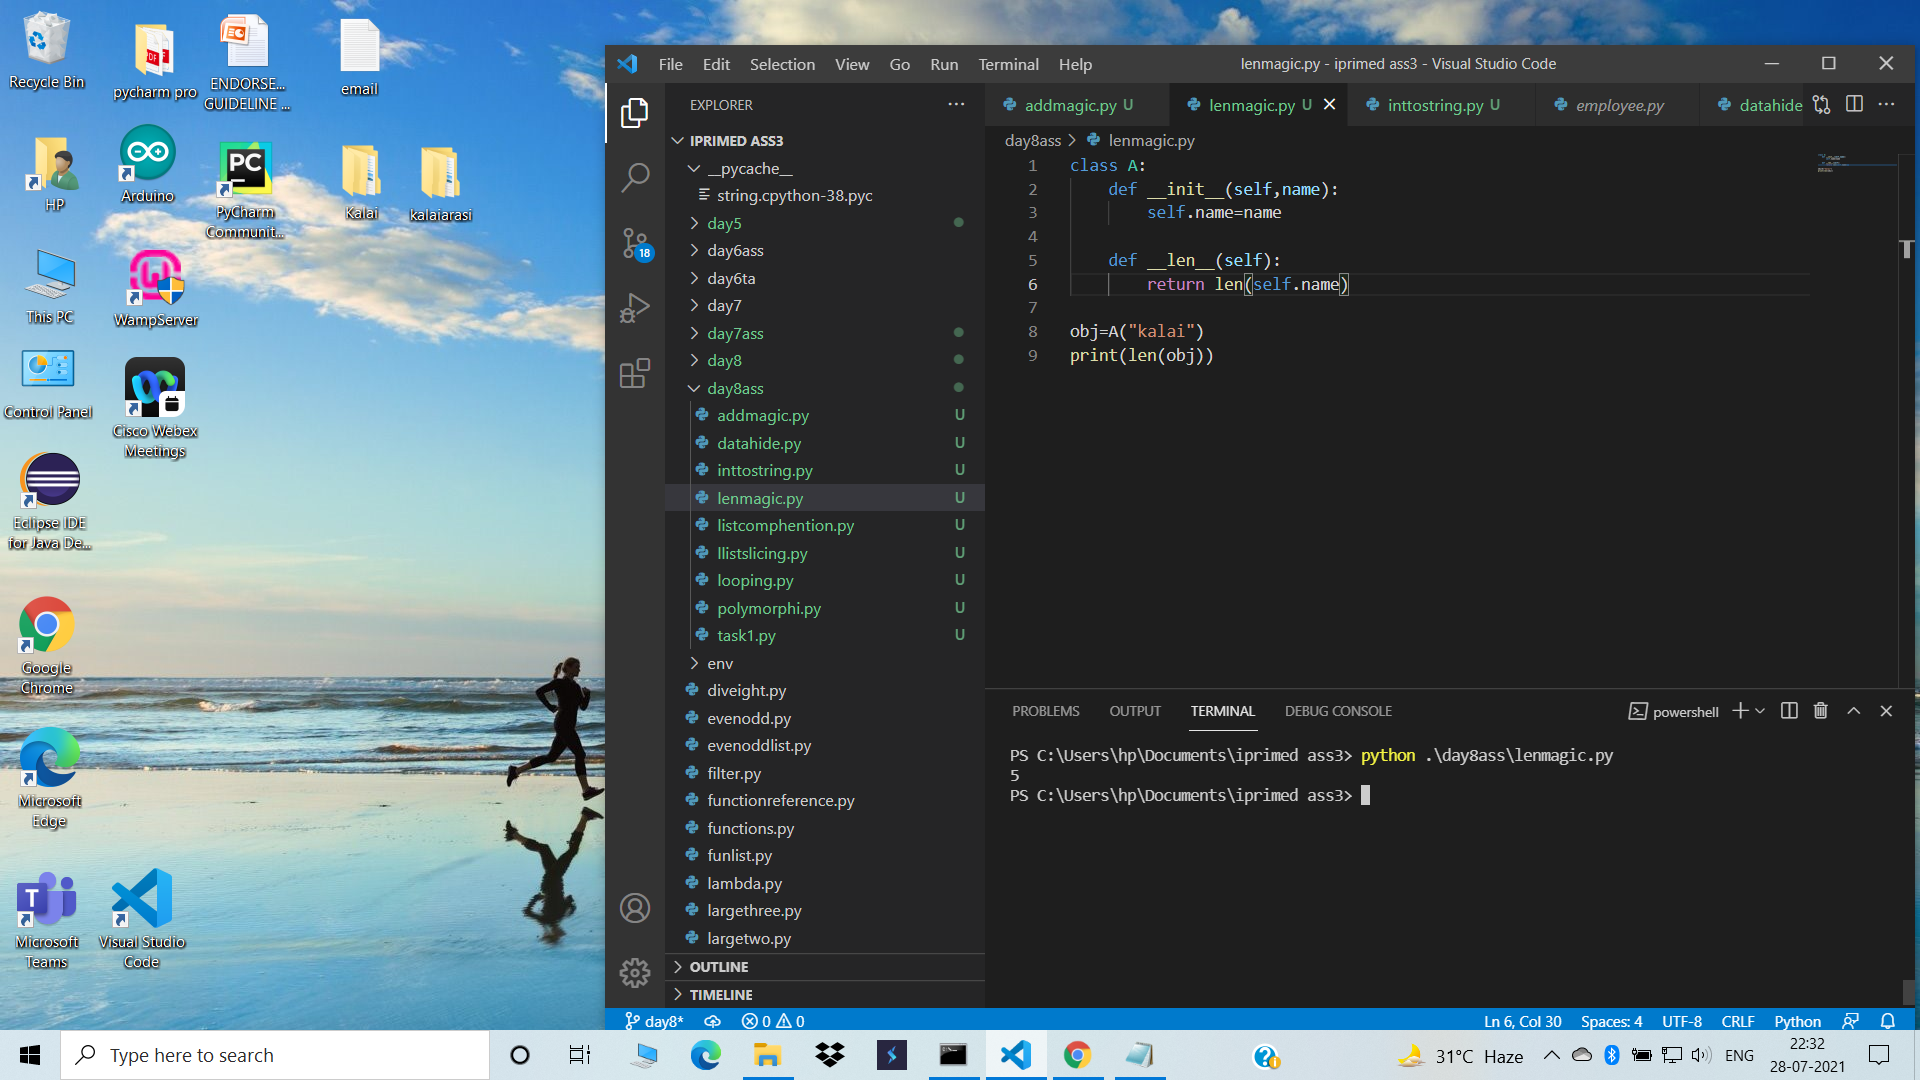 Recycle Bin
pycharm pro
ENDORSE...
GUIDELINE ...
email
HP
Arduino
PyCharm
Communit...
Kalai
kalaiarasi
This PC
WampServer
Control Panel
Cisco Webex
Meetings
Eclipse IDE
for Java De...
Google
Chrome
Microsoft
Edge
Microsoft
Teams
Visual Studio
Code
File Edit Selection View Go Run Terminal Help
lenmagic.py - iprimed ass3 - Visual Studio Code
18
EXPLORER
IPRIMED ASS3
__pycache__
string.cpython-38.pyc
day5
day6ass
day6ta
day7
day7ass
day8
day8ass
addmagic.py U
datahide.py U
inttostring.py U
lenmagic.py U
listcomphention.py U
llistslicing.py U
looping.py U
polymorphi.py U
task1.py U
env
diveight.py
evenodd.py
evenoddlist.py
filter.py
functionreference.py
functions.py
funlist.py
lambda.py
largethree.py
largetwo.py
OUTLINE
TIMELINE
addmagic.py U lenmagic.py U inttostring.py U employee.py datahide
day8ass > lenmagic.py
1 class A:
2 def __init__(self,name):
3 self.name=name
4
5 def __len__(self):
6 return len(self.name)
7
8 obj=A("kalai")
9 print(len(obj))
PROBLEMS OUTPUT TERMINAL DEBUG CONSOLE powershell
PS C:\Users\hp\Documents\iprimed ass3> python .\day8ass\lenmagic.py
5
PS C:\Users\hp\Documents\iprimed ass3>
day8* 0 0 Ln 6, Col 30 Spaces: 4 UTF-8 CRLF Python
Type here to search
31°C Haze ENG 22:32
28-07-2021